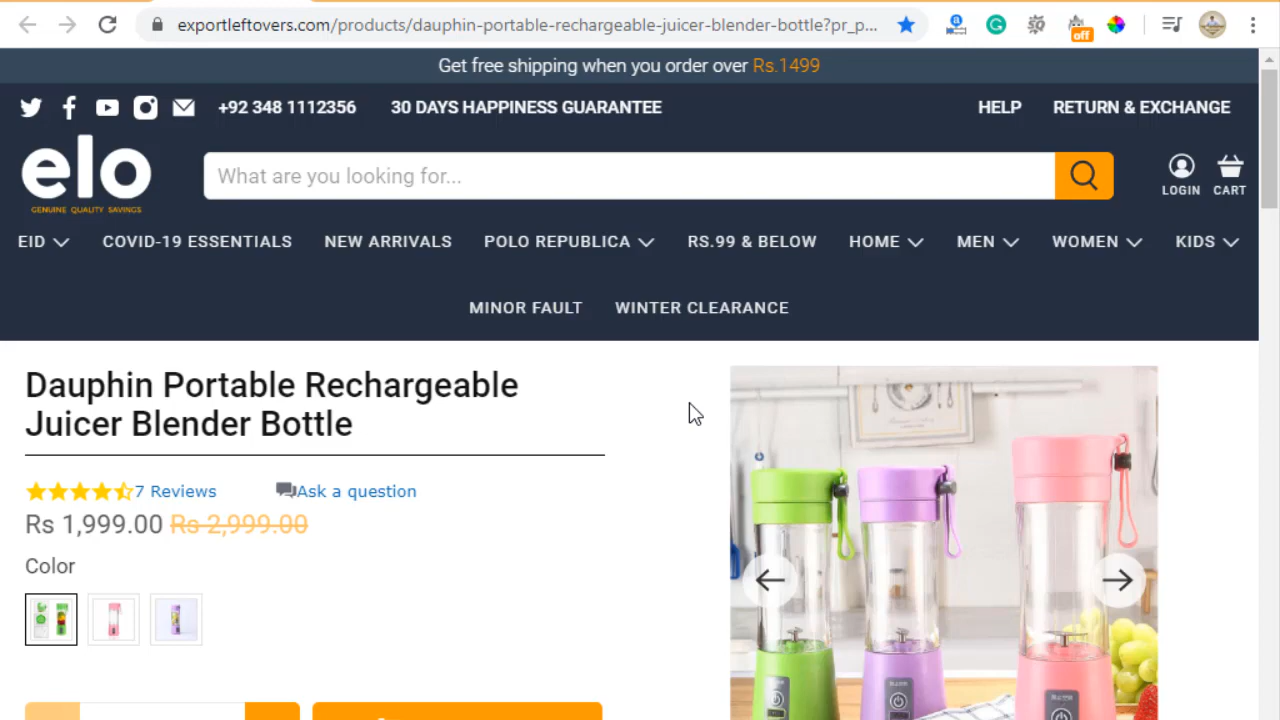 exportleftovers.com/products/dauphin-portable-rechargeable-juicer-blender-bottle?pr_p...
off
Get free shipping when you order over Rs.1499
+92 348 1112356
30 DAYS HAPPINESS GUARANTEE
HELP
RETURN & EXCHANGE
elo
GENUINE QUALITY SAVINGS
What are you looking for...
LOGIN
CART
EID
COVID-19 ESSENTIALS
NEW ARRIVALS
POLO REPUBLICA
RS.99 & BELOW
HOME
MEN
WOMEN
KIDS
MINOR FAULT
WINTER CLEARANCE
Dauphin Portable Rechargeable
Juicer Blender Bottle
7 Reviews
Ask a question
Rs 1,999.00 Rs 2,999.00
Color